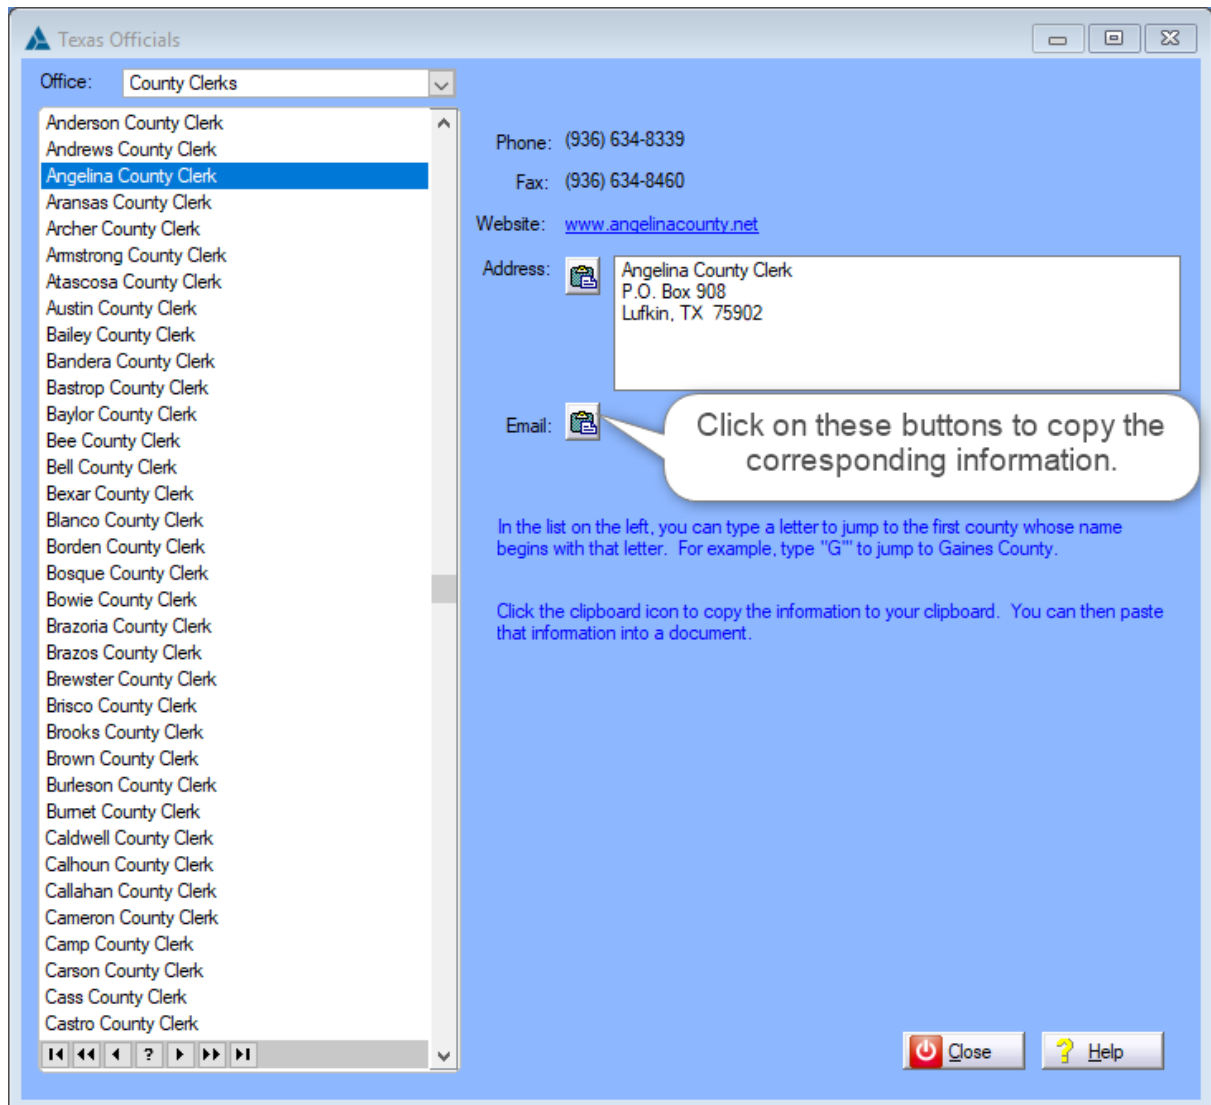 Texas Officials
Office: County Clerks
Anderson County Clerk
Andrews County Clerk
Angelina County Clerk
Aransas County Clerk
Archer County Clerk
Armstrong County Clerk
Atascosa County Clerk
Austin County Clerk
Bailey County Clerk
Bandera County Clerk
Bastrop County Clerk
Baylor County Clerk
Bee County Clerk
Bell County Clerk
Bexar County Clerk
Blanco County Clerk
Borden County Clerk
Bosque County Clerk
Bowie County Clerk
Brazoria County Clerk
Brazos County Clerk
Brewster County Clerk
Brisco County Clerk
Brooks County Clerk
Brown County Clerk
Burleson County Clerk
Burnet County Clerk
Caldwell County Clerk
Calhoun County Clerk
Callahan County Clerk
Cameron County Clerk
Camp County Clerk
Carson County Clerk
Cass County Clerk
Castro County Clerk
?
Phone: (936) 634-8339
Fax: (936) 634-8460
Website: www.angelinacounty.net
Address: Angelina County Clerk
P.O. Box 908
Lufkin, TX 75902
Email:
Click on these buttons to copy the
corresponding information.
In the list on the left, you can type a letter to jump to the first county whose name
begins with that letter. For example, type "G"' to jump to Gaines County.
Click the clipboard icon to copy the information to your clipboard. You can then paste
that information into a document.
Close
? Help